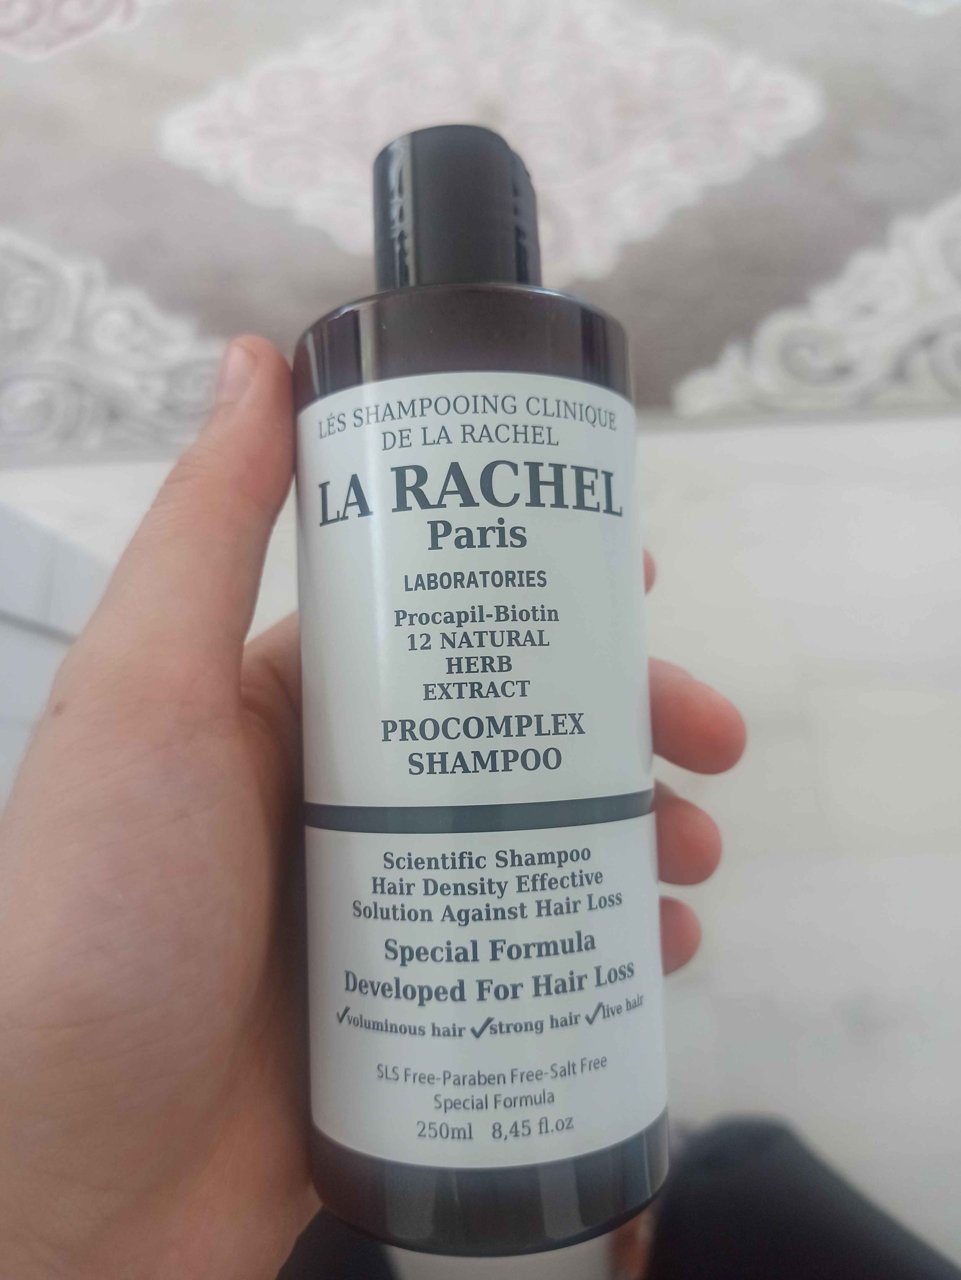 LÉS SHAMPOOING CLINIQUE
DE LA RACHEL
LA RACHEL
Paris
LABORATORIES
Procapil-Biotin
12 NATURAL
HERB
EXTRACT
PROCOMPLEX
SHAMPOO
Scientific Shampoo
Hair Density Effective
Solution Against Hair Loss
Special Formula
Developed For Hair Loss
✓voluminous hair ✓strong hair ✓live hair
SLS Free-Paraben Free-Salt Free
Special Formula
250ml 8,45 fl.oz